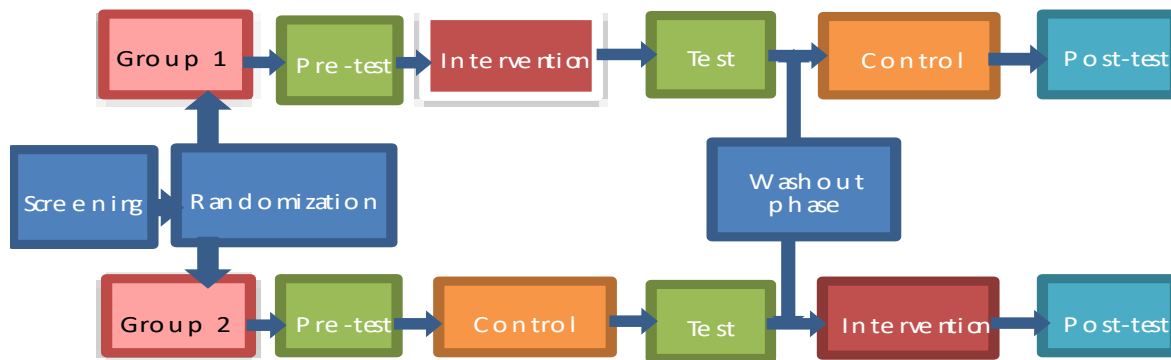 Group 1
Pre-test
Intervention
Test
Control
Post-test
Screening
Randomization
Washout
phase
Group 2
Pre-test
Control
Test
Intervention
Post-test